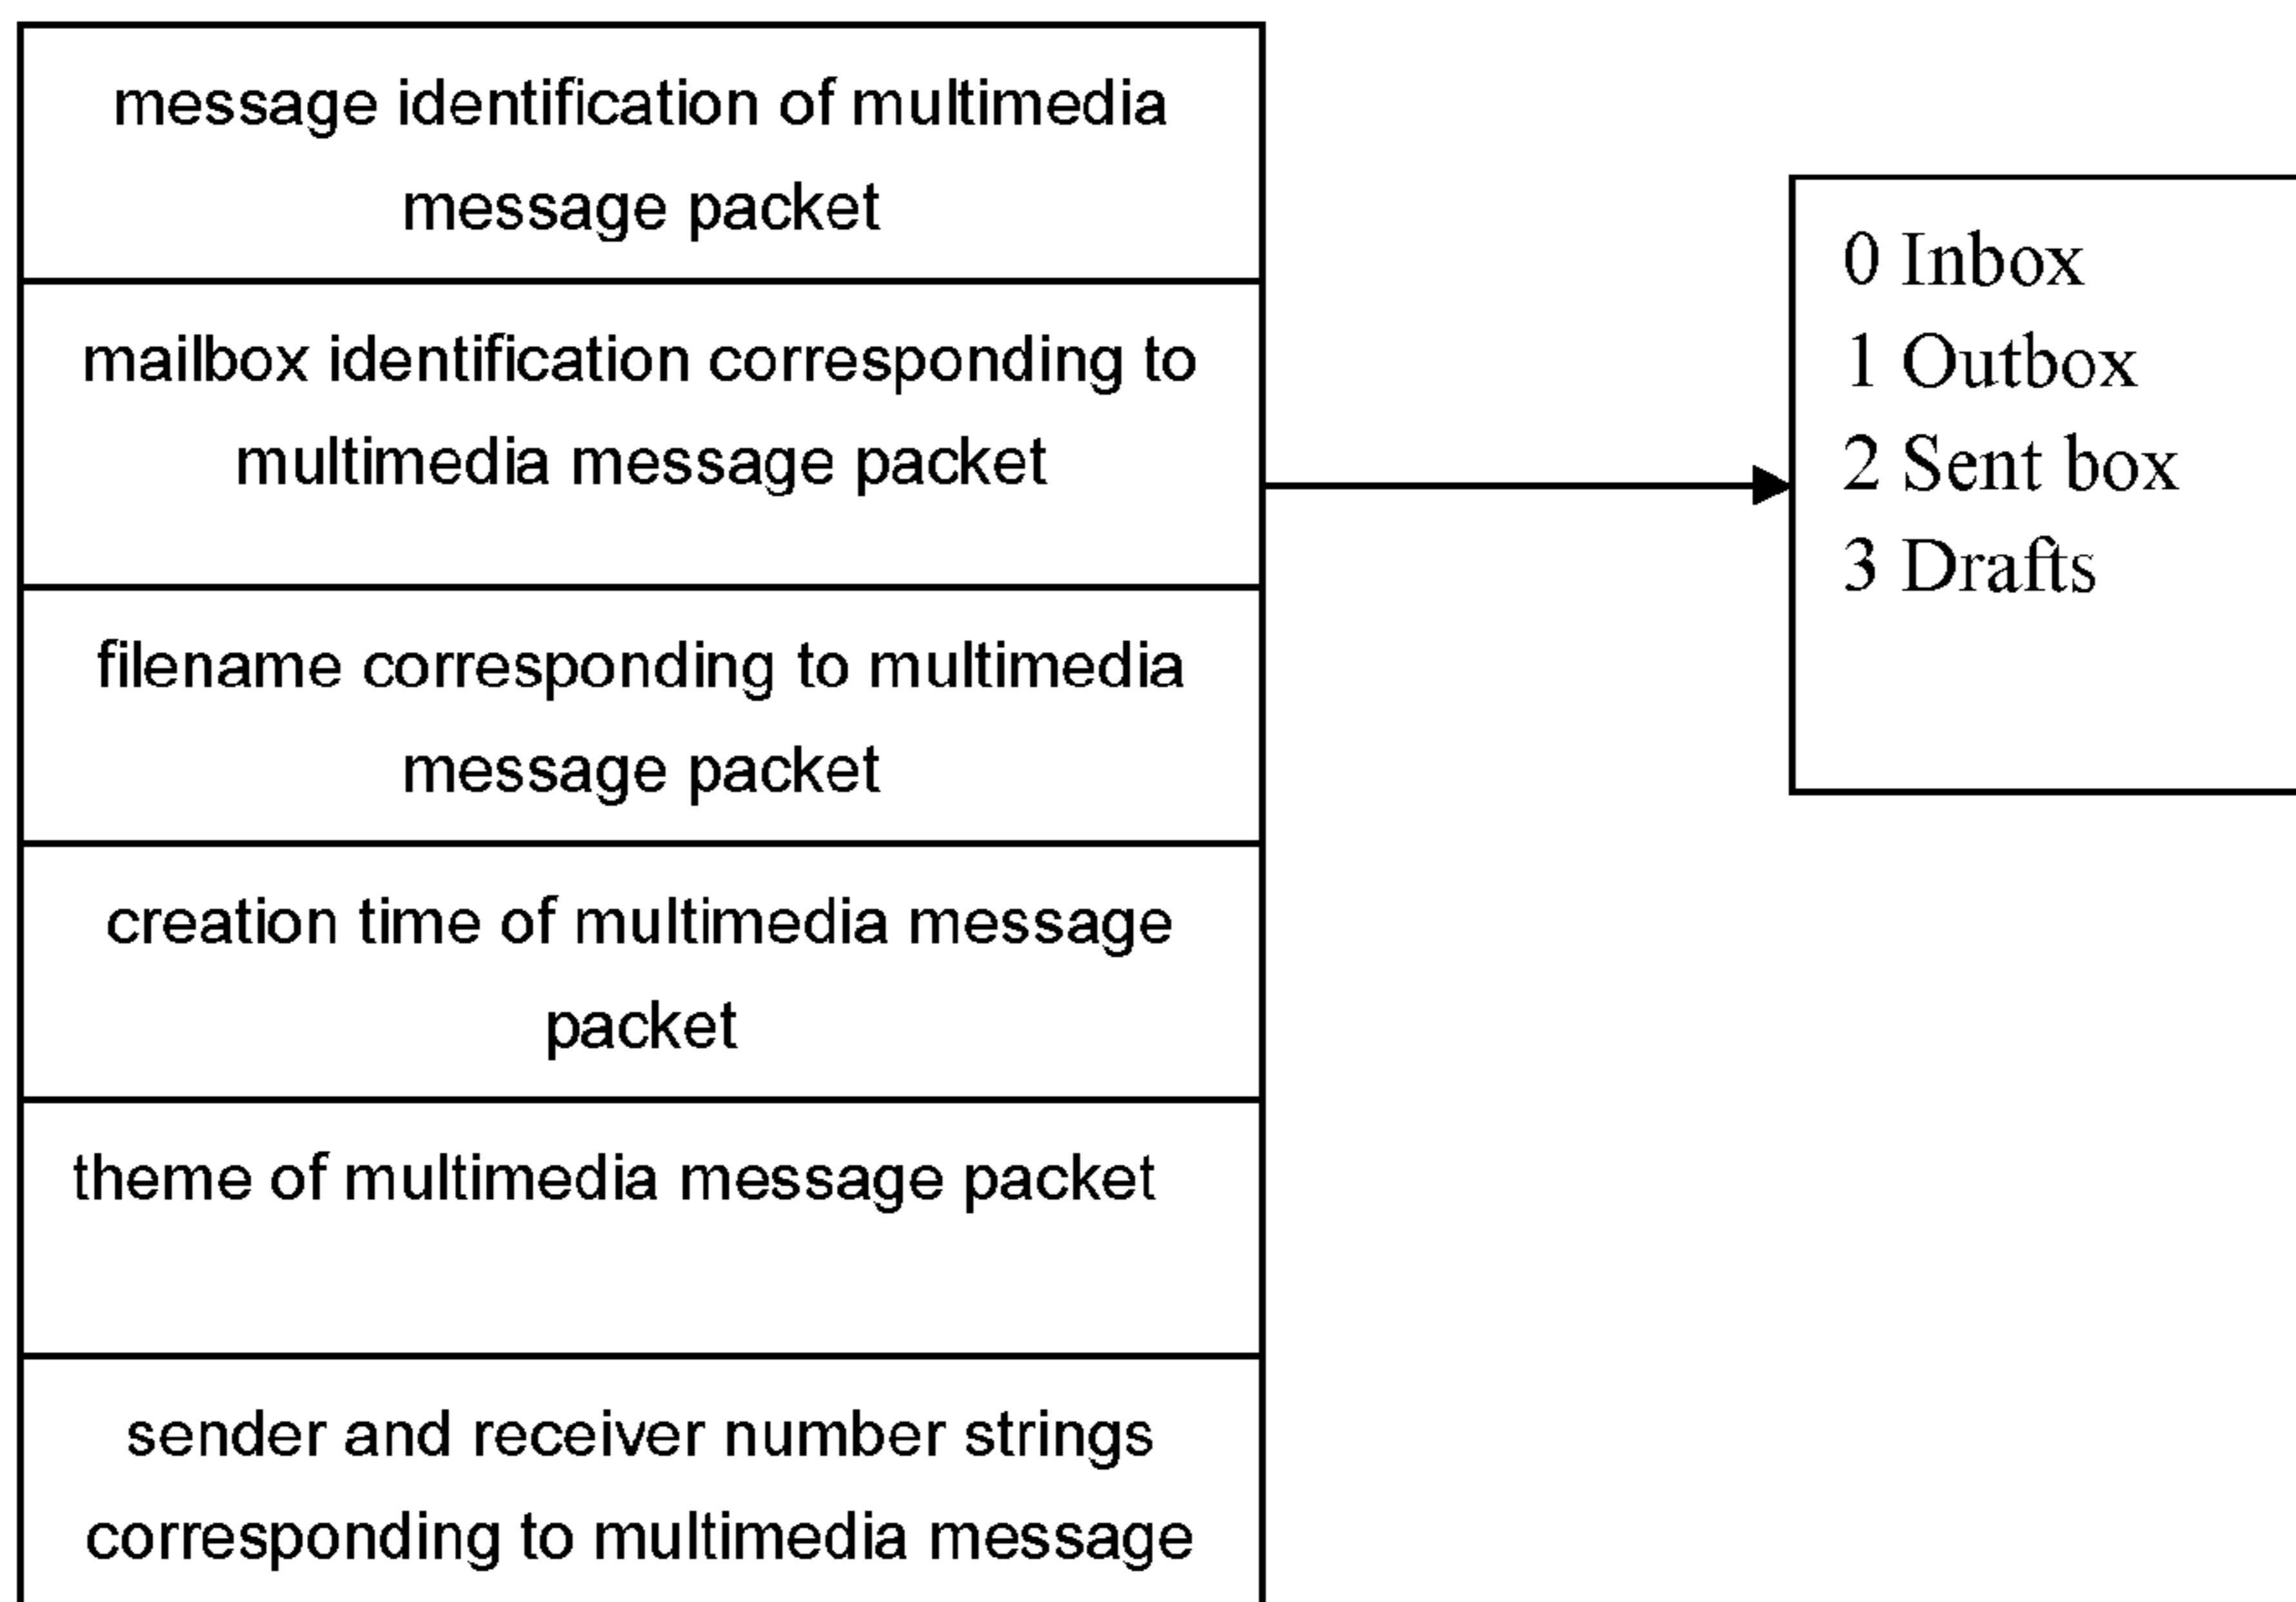 message identification of multimedia
message packet
mailbox identification corresponding to
multimedia message packet
filename corresponding to multimedia
message packet
creation time of multimedia message
packet
theme of multimedia message packet
sender and receiver number strings
corresponding to multimedia message
0 Inbox
1 Outbox
2 Sent box
3 Drafts